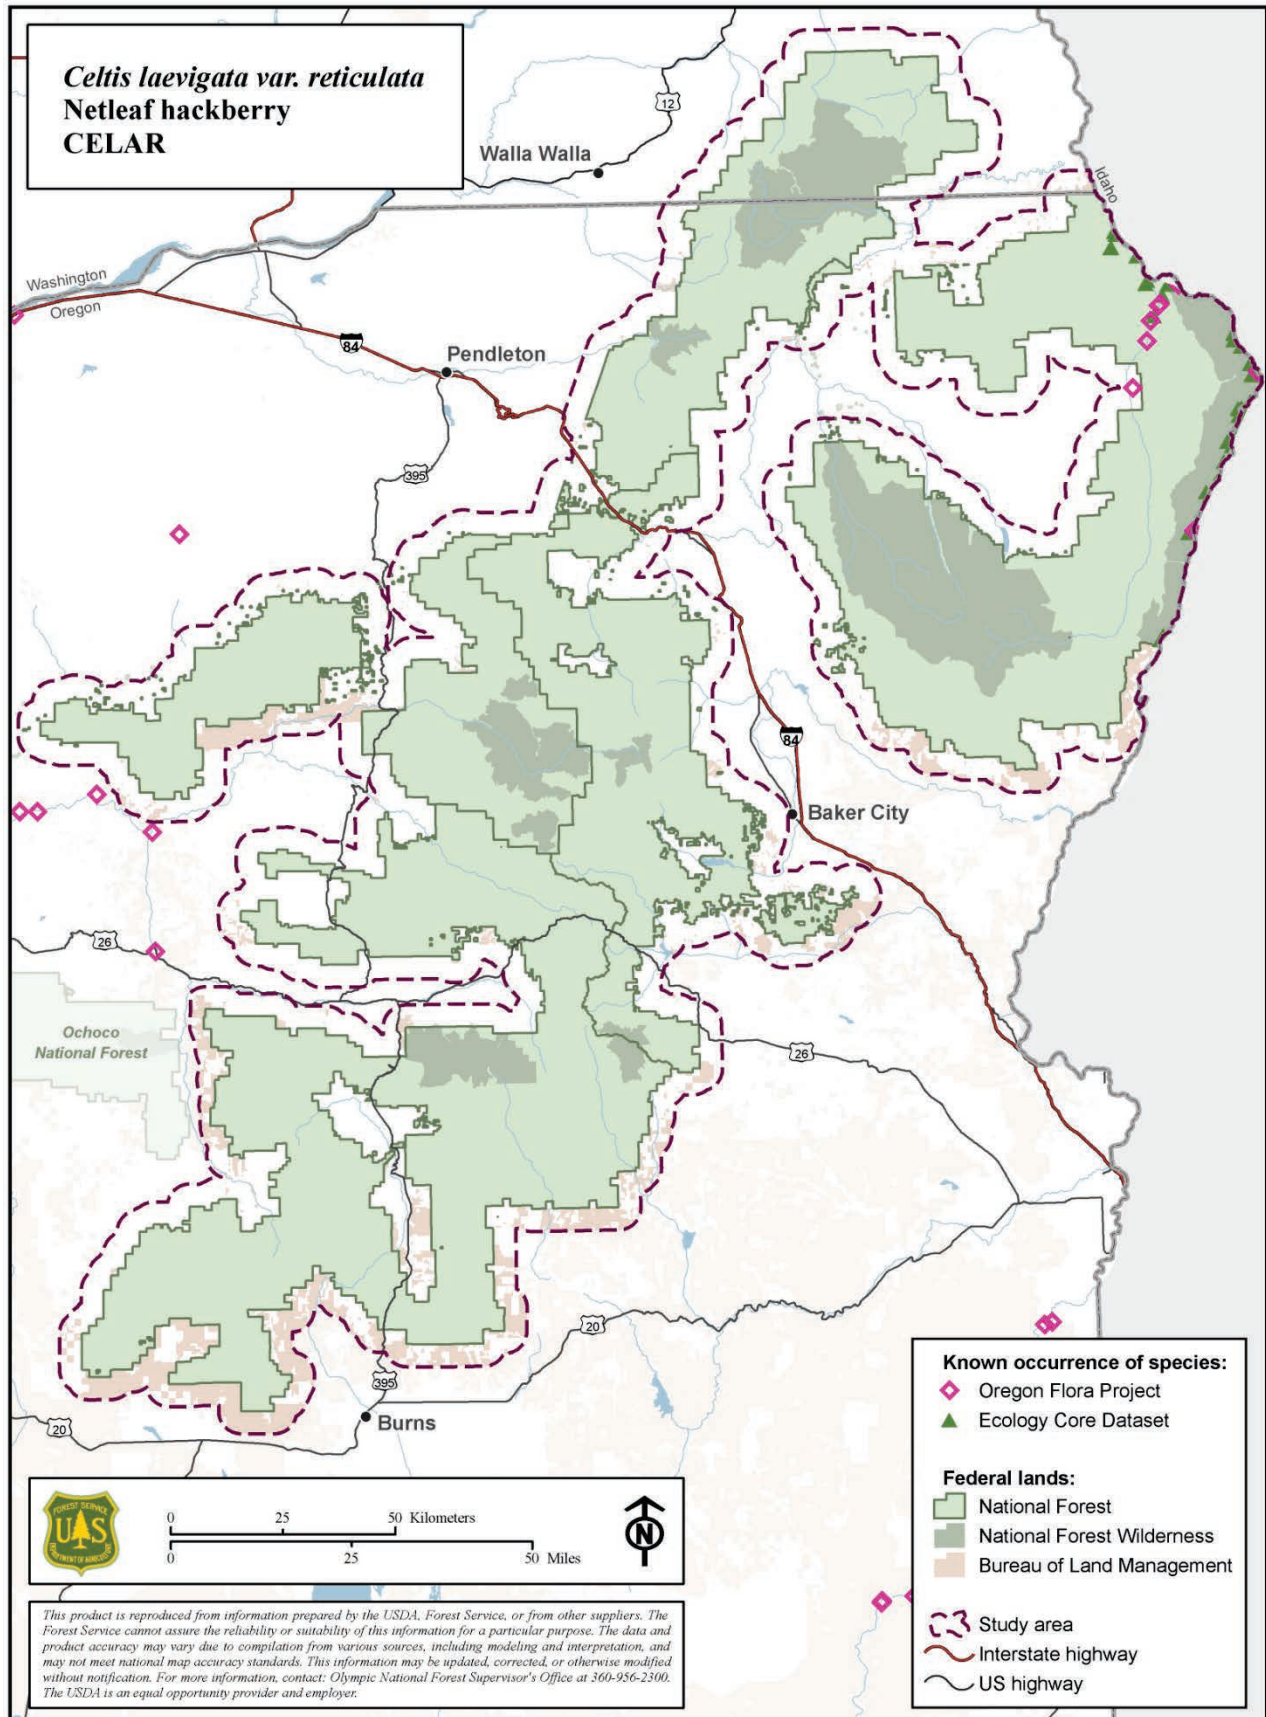 Celtis laevigata var. reticulata
Netleaf hackberry
CELAR
12
Walla Walla
Idaho
Washington
Oregon
84
Pendleton
395
84
Baker City
26
Ochoco
National Forest
26
20
395
20
Burns
Known occurrence of species:
Oregon Flora Project
Ecology Core Dataset
Federal lands:
National Forest
National Forest Wilderness
Bureau of Land Management
Study area
Interstate highway
US highway
FOREST SERVICE
U S
DEPARTMENT OF AGRICULTURE
0 25 50 Kilometers
0 25 50 Miles
N
This product is reproduced from information prepared by the USDA, Forest Service, or from other suppliers. The
Forest Service cannot assure the reliability or suitability of this information for a particular purpose. The data and
product accuracy may vary due to compilation from various sources, including modeling and interpretation, and
may not meet national map accuracy standards. This information may be updated, corrected, or otherwise modified
without notification. For more information, contact: Olympic National Forest Supervisor's Office at 360-956-2300.
The USDA is an equal opportunity provider and employer.